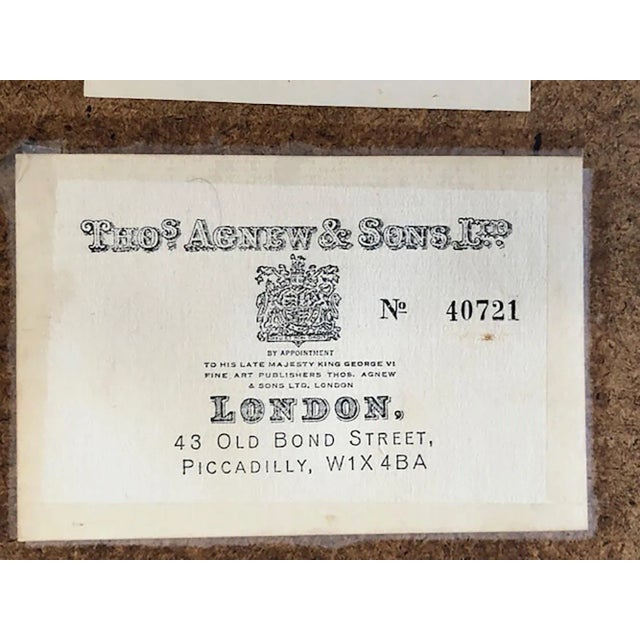 Thos. Agnew & Sons, Ltd.
No 40721
BY APPOINTMENT
TO HIS LATE MAJESTY KING GEORGE VI
FINE ART PUBLISHERS THOS. AGNEW
& SONS LTD. LONDON
LONDON,
43 OLD BOND STREET,
PICCADILLY, W1X 4BA